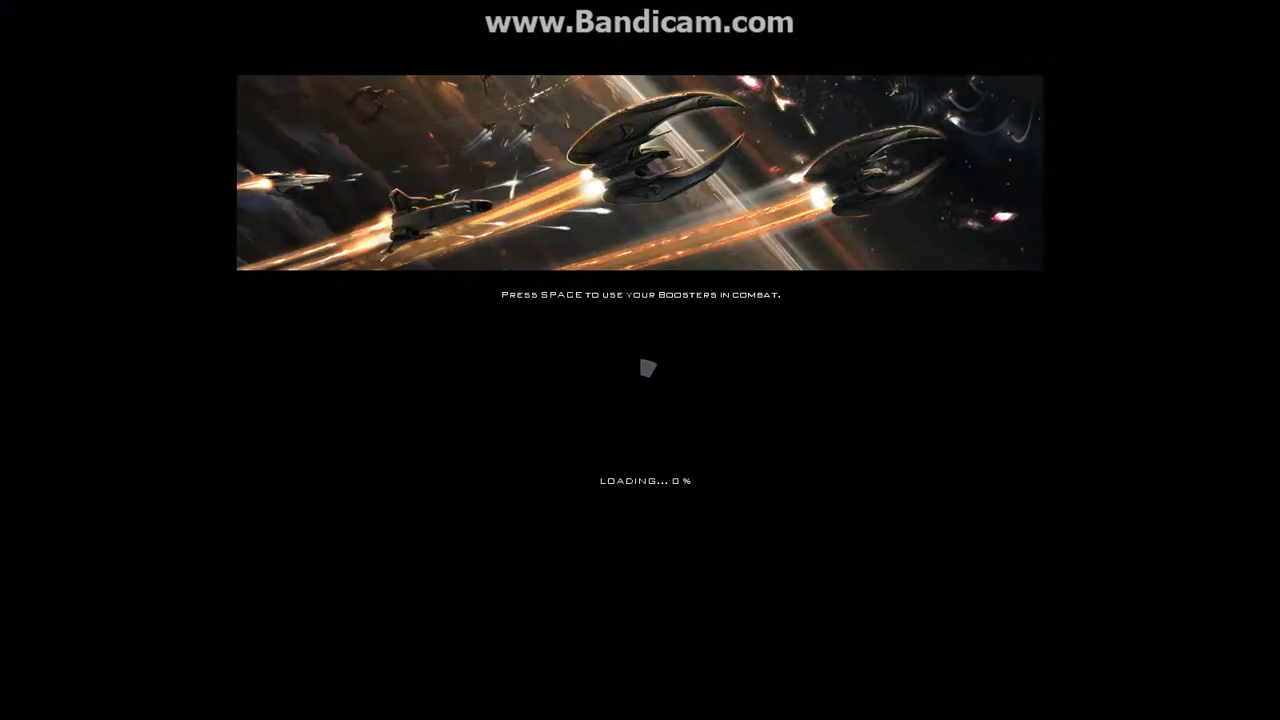 www.Bandicam.com
PRESS SPACE TO USE YOUR BOOSTERS IN COMBAT.
LOADING... 0 %